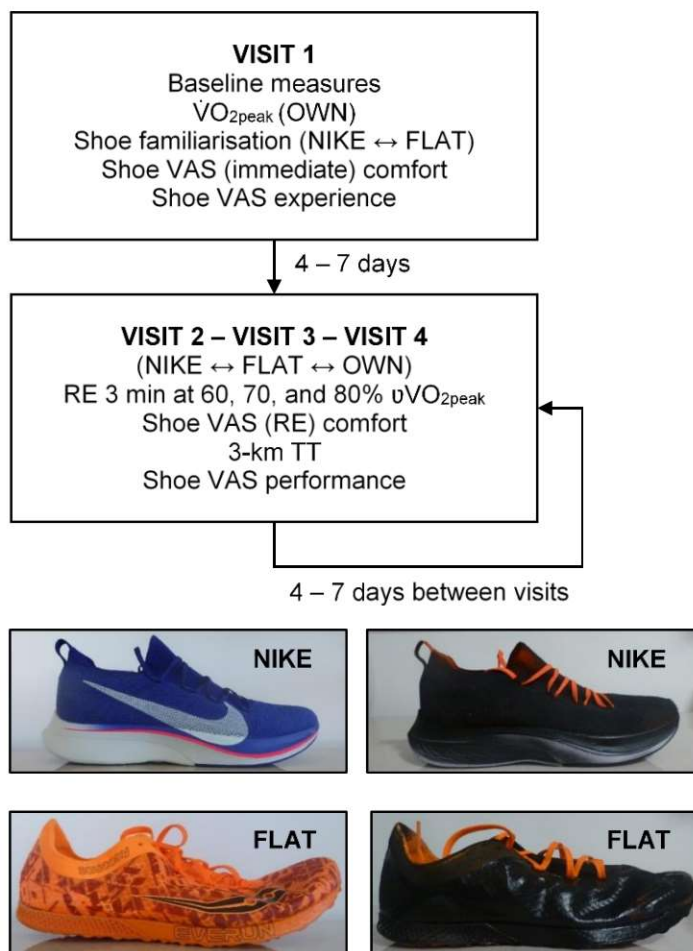 VISIT 1
Baseline measures
V̇O2peak (OWN)
Shoe familiarisation (NIKE ↔ FLAT)
Shoe VAS (immediate) comfort
Shoe VAS experience
4 – 7 days
VISIT 2 – VISIT 3 – VISIT 4
(NIKE ↔ FLAT ↔ OWN)
RE 3 min at 60, 70, and 80% ʋVO2peak
Shoe VAS (RE) comfort
3-km TT
Shoe VAS performance
4 – 7 days between visits
NIKE
NIKE
FLAT
FLAT
EVERUN